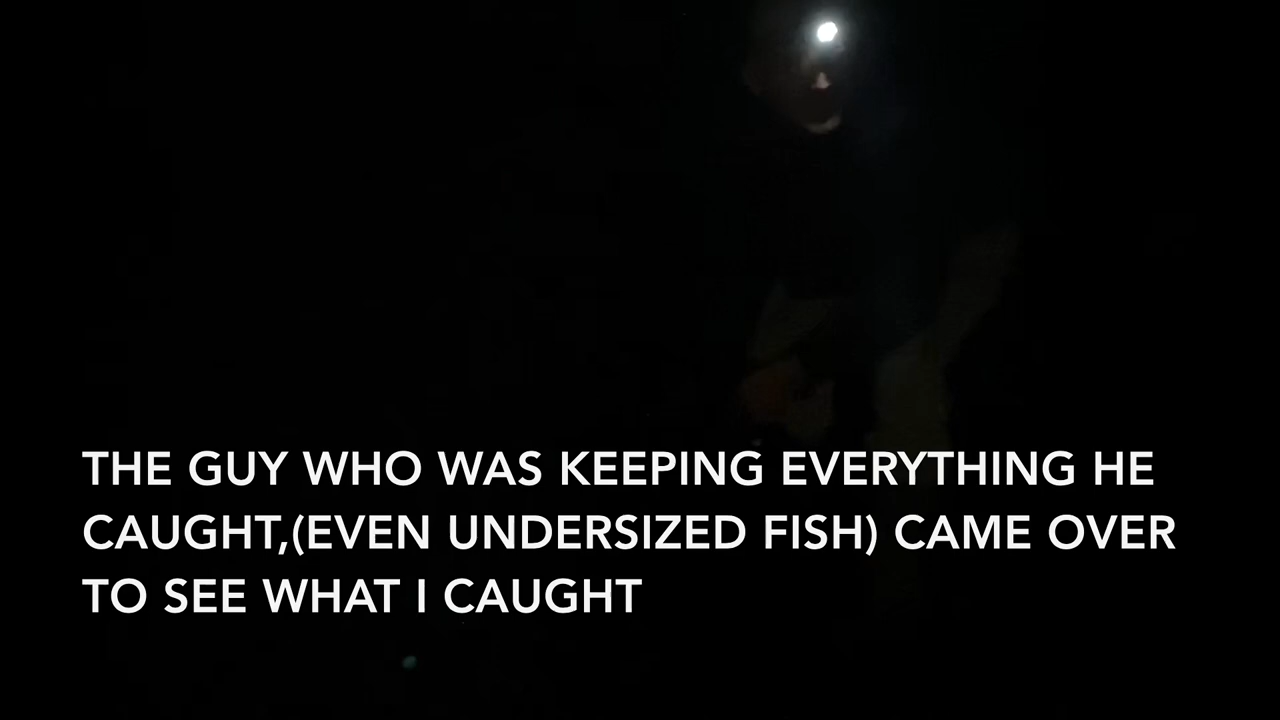 THE GUY WHO WAS KEEPING EVERYTHING HE
CAUGHT,(EVEN UNDERSIZED FISH) CAME OVER
TO SEE WHAT I CAUGHT